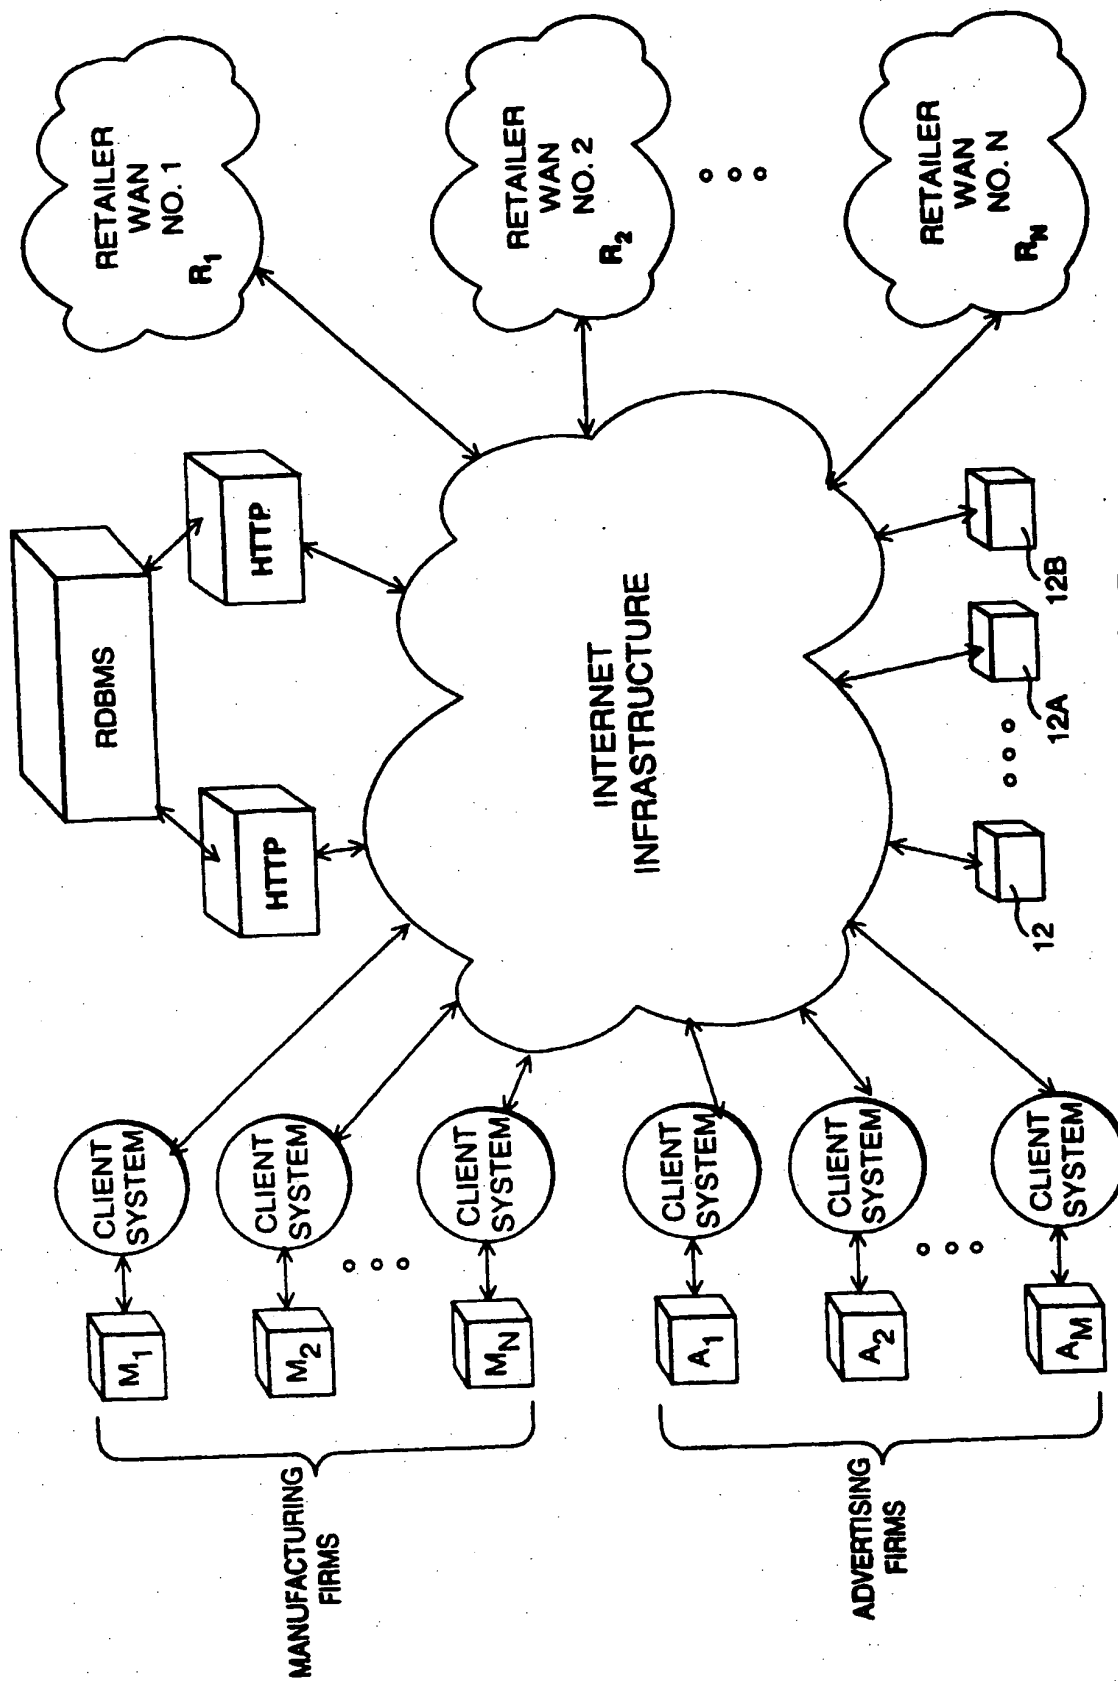 MANUFACTURING
FIRMS
M1
CLIENT
SYSTEM
M2
CLIENT
SYSTEM
MN
CLIENT
SYSTEM
ADVERTISING
FIRMS
A1
CLIENT
SYSTEM
A2
CLIENT
SYSTEM
AM
CLIENT
SYSTEM
RDBMS
HTTP
HTTP
INTERNET
INFRASTRUCTURE
12
12A
12B
RETAILER
WAN
NO. 1
R1
RETAILER
WAN
NO. 2
R2
RETAILER
WAN
NO. N
RN